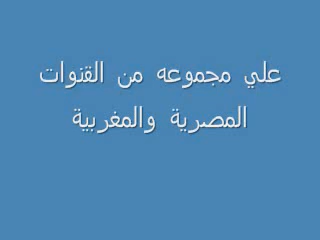 علي مجموعه من القنوات
المصرية والمغربية